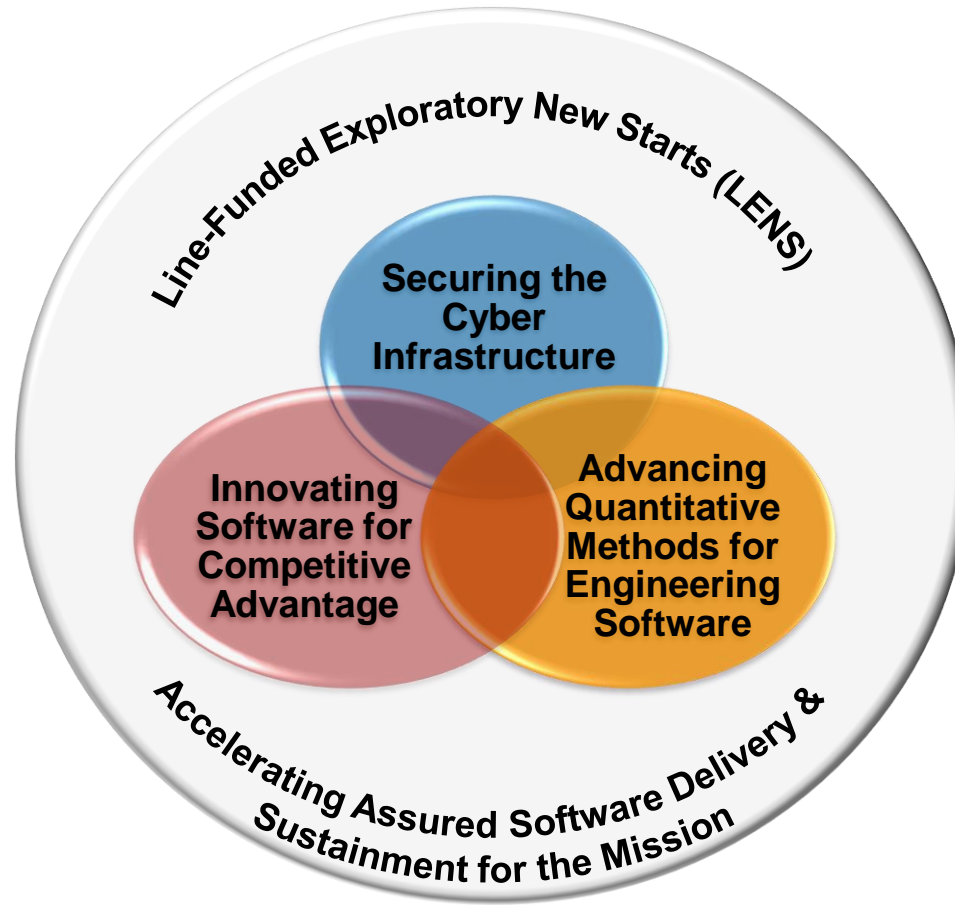 Line-Funded Exploratory New Starts (LENS)
Securing the
Cyber
Infrastructure
Innovating
Software for
Competitive
Advantage
Advancing
Quantitative
Methods for
Engineering
Software
Accelerating Assured Software Delivery &
Sustainment for the Mission